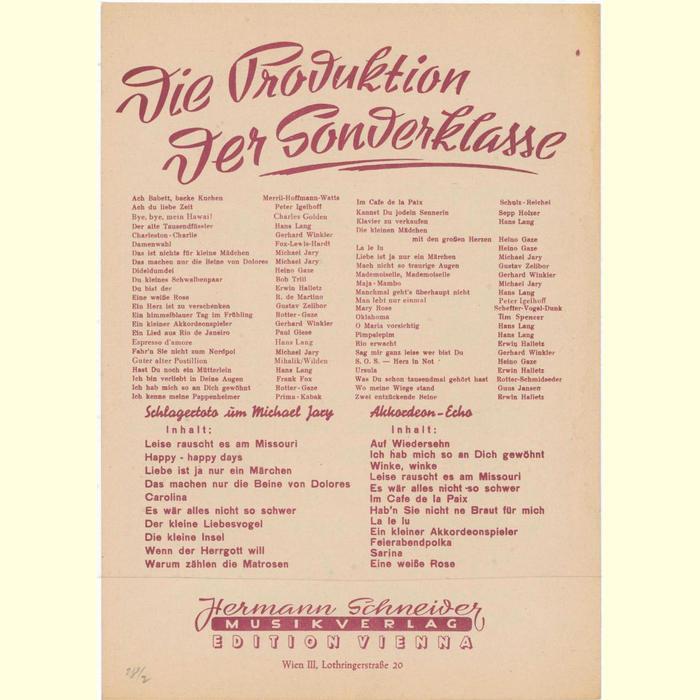 Die Produktion
Der Sonderklasse
Ach Babett, backe Kuchen Merril-Hoffmann-Watts
Ach du liebe Zeit Peter Igelhoff
Bye, bye, mein Hawai! Charles Golden
Der alte Tausendfüssler Hans Lang
Charleston-Charlie Gerhard Winkler
Damenwahl Fox-Lewis-Hardt
Das ist nichts für kleine Mädchen Michael Jary
Das machen nur die Beine von Dolores Michael Jary
Dideldumdei Heino Gaze
Du kleines Schwalbenpaar Bob Trill
Du bist der Erwin Halletz
Eine weiße Rose R. de Martino
Ein Herz ist zu verschenken Gustav Zelibor
Ein himmelblauer Tag im Frühling Rotter-Gaze
Ein kleiner Akkordeonspieler Gerhard Winkler
Ein Lied aus Rio de Janeiro Paul Giese
Espresso d'amore Hans Lang
Fahr'n Sie nicht zum Nordpol Michael Jary
Guter alter Postillion Mihalik/Wilden
Hast Du noch ein Mütterlein Hans Lang
Ich bin verliebt in Deine Augen Frank Fox
Ich hab mich so an Dich gewöhnt Rotter-Gaze
Ich kenne meine Pappenheimer Prima-Kabak
Im Cafe de la Paix Schulz-Reichel
Kannst Du jodeln Sennerin Sepp Holzer
Klavier zu verkaufen Hans Lang
Die kleinen Mädchen
mit den großen Herzen Heino Gaze
La le lu Heino Gaze
Liebe ist ja nur ein Märchen Michael Jary
Mach nicht so traurige Augen Gustav Zelibor
Mademoiselle, Mademoiselle Gerhard Winkler
Maja-Mambo Michael Jary
Manchmal geht's überhaupt nicht Hans Lang
Man lebt nur einmal Peter Igelhoff
Mary Rose Scheffer-Vogel-Dunk
Oklahoma Tim Spencer
O Maria vorsichtig Hans Lang
Pimpelepim Hans Lang
Rio erwacht Erwin Halletz
Sag mir ganz leise wer bist Du Gerhard Winkler
S. O. S. — Herz in Not Heino Gaze
Ursula Erwin Halletz
Was Du schon tausendmal gehört hast Rotter-Schmidseder
Wo meine Wiege stand Guus Jansen
Zwei entzückende Beine Erwin Halletz
Schlagertoto um Michael Jary
Inhalt:
Leise rauscht es am Missouri
Happy - happy days
Liebe ist ja nur ein Märchen
Das machen nur die Beine von Dolores
Carolina
Es wär alles nicht so schwer
Der kleine Liebesvogel
Die kleine Insel
Wenn der Herrgott will
Warum zählen die Matrosen
Akkordeon-Echo
Inhalt:
Auf Wiedersehn
Ich hab mich so an Dich gewöhnt
Winke, winke
Leise rauscht es am Missouri
Es wär alles nicht so schwer
Im Cafe de la Paix
Hab'n Sie nicht ne Braut für mich
La le lu
Ein kleiner Akkordeonspieler
Feierabendpolka
Sarina
Eine weiße Rose
Hermann Schneider
MUSIKVERLAG
EDITION VIENNA
Wien III, Lothringerstraße 20